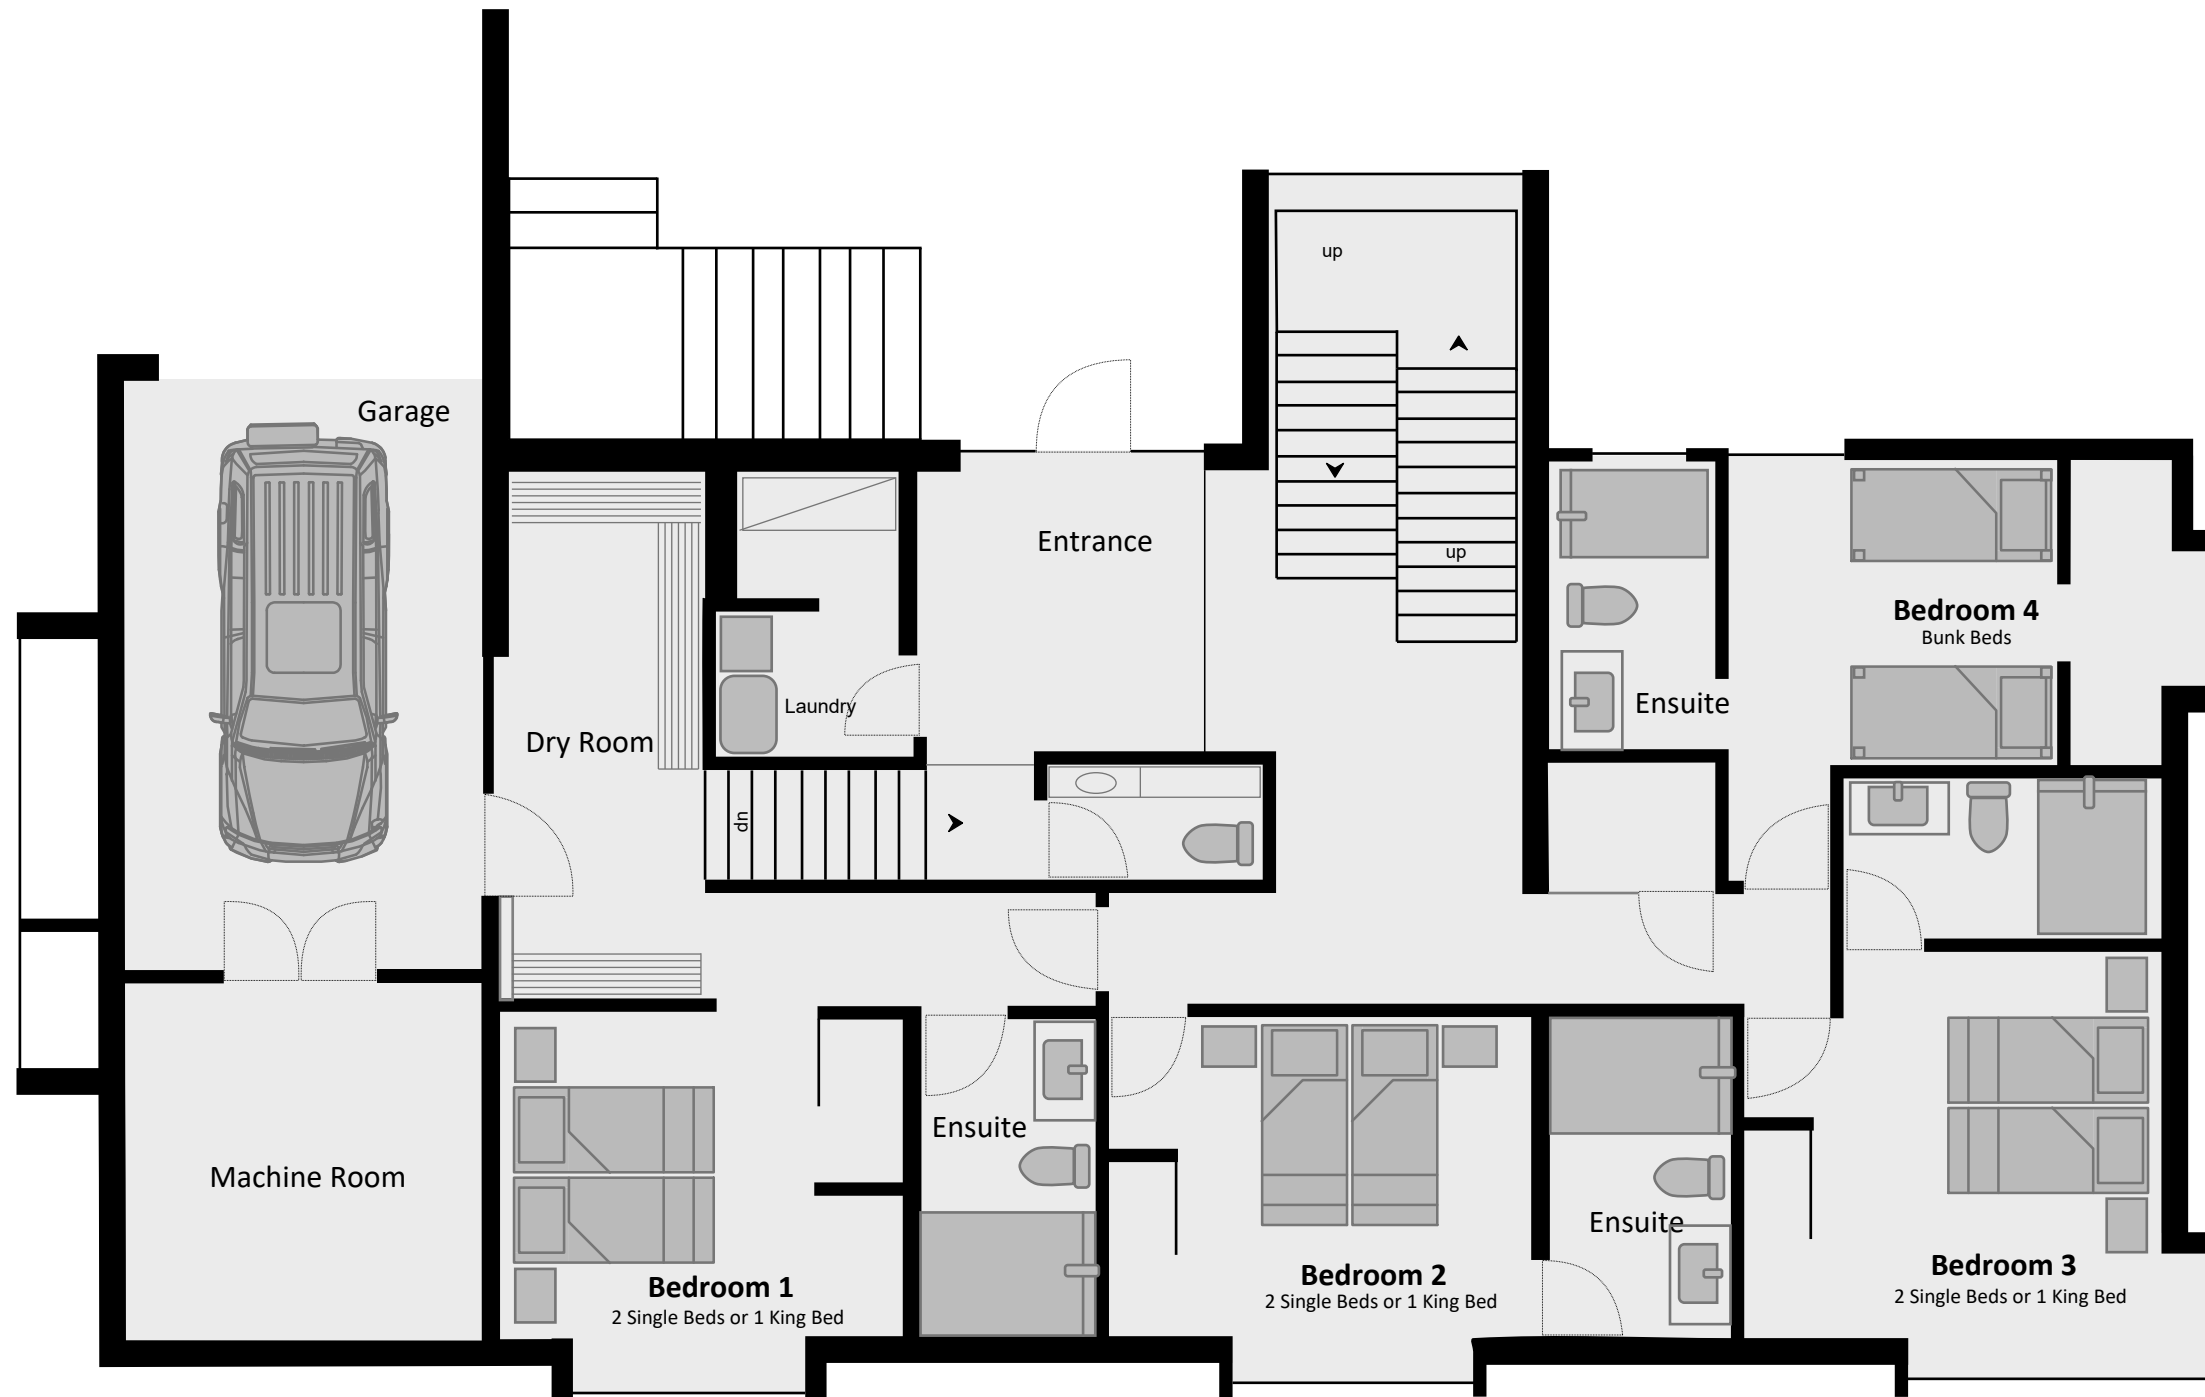 up
Garage
Entrance
up
Bedroom 4
Bunk Beds
Laundry
Ensuite
Dry Room
dn
Ensuite
Machine Room
Ensuite
Bedroom 1
2 Single Beds or 1 King Bed
Bedroom 2
2 Single Beds or 1 King Bed
Bedroom 3
2 Single Beds or 1 King Bed